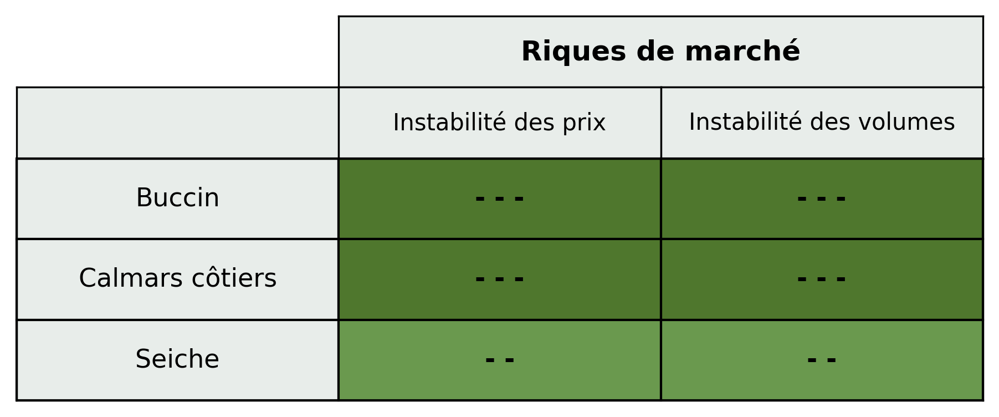 Riques de marché
Instabilité des prix Instabilité des volumes
Buccin - - - - - -
Calmars côtiers - - - - - -
Seiche - - - -